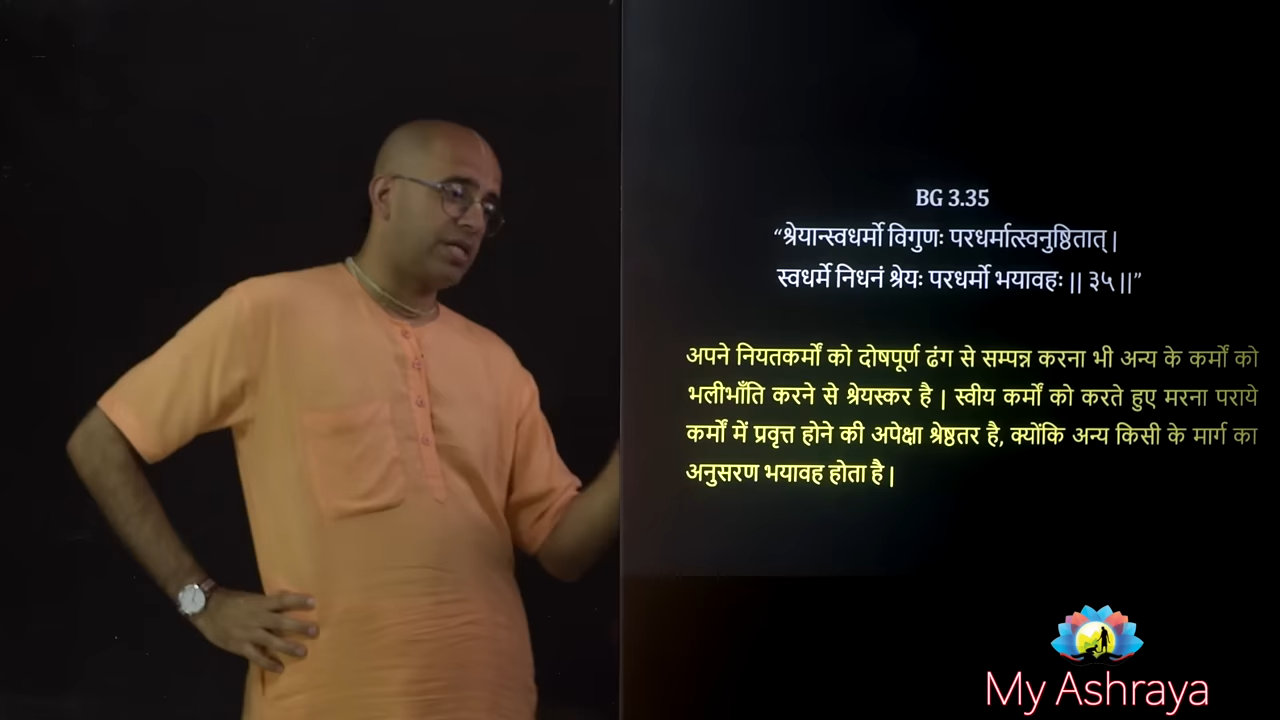 BG 3.35
“श्रेयान्स्वधर्मो विगुणः परधर्मात्स्वनुष्ठितात् |
स्वधर्मे निधनं श्रेयः परधर्मो भयावहः || ३५ ||”
अपने नियतकर्मों को दोषपूर्ण ढंग से सम्पन्न करना भी अन्य के कर्मों को
भलीभाँति करने से श्रेयस्कर है | स्वीय कर्मों को करते हुए मरना पराये
कर्मों में प्रवृत्त होने की अपेक्षा श्रेष्ठतर है, क्योंकि अन्य किसी के मार्ग का
अनुसरण भयावह होता है |
My Ashraya